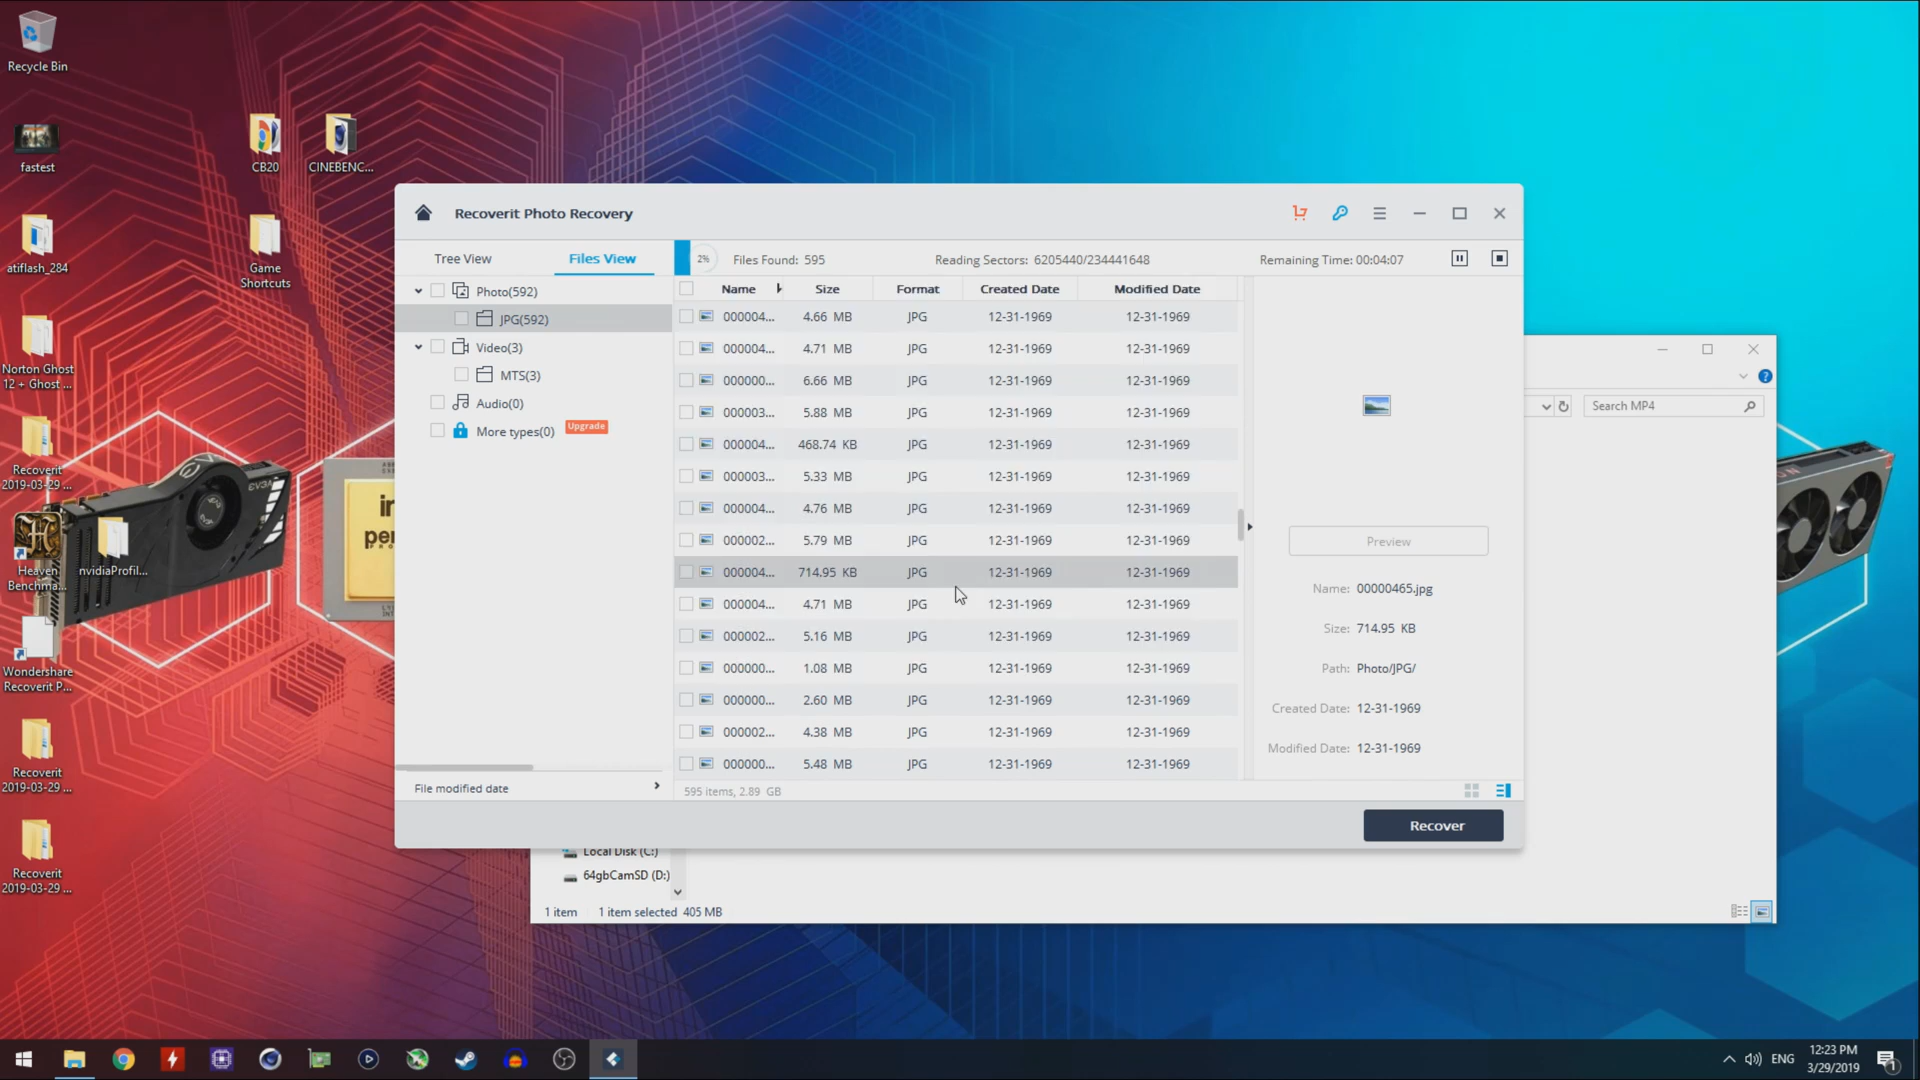 Recycle Bin
fastest
CB20
CINEBENC...
atiflash_284
Game
Shortcuts
Norton Ghost
12 + Ghost ...
Recoverit
2019-03-29 ...
Heaven
Benchma...
nvidiaProfil...
Wondershare
Recoverit P...
Recoverit
2019-03-29 ...
Recoverit
2019-03-29 ...
EVGA
Recoverit Photo Recovery
Tree View
Files View
2%
Files Found: 595
Reading Sectors: 6205440/234441648
Remaining Time: 00:04:07
Photo(592)
JPG(592)
Video(3)
MTS(3)
Audio(0)
More types(0)
Upgrade
File modified date
Name Size Format Created Date Modified Date
000004... 4.66 MB JPG 12-31-1969 12-31-1969
000004... 4.71 MB JPG 12-31-1969 12-31-1969
000000... 6.66 MB JPG 12-31-1969 12-31-1969
000003... 5.88 MB JPG 12-31-1969 12-31-1969
000004... 468.74 KB JPG 12-31-1969 12-31-1969
000003... 5.33 MB JPG 12-31-1969 12-31-1969
000004... 4.76 MB JPG 12-31-1969 12-31-1969
000002... 5.79 MB JPG 12-31-1969 12-31-1969
000004... 714.95 KB JPG 12-31-1969 12-31-1969
000004... 4.71 MB JPG 12-31-1969 12-31-1969
000002... 5.16 MB JPG 12-31-1969 12-31-1969
000000... 1.08 MB JPG 12-31-1969 12-31-1969
000000... 2.60 MB JPG 12-31-1969 12-31-1969
000002... 4.38 MB JPG 12-31-1969 12-31-1969
000000... 5.48 MB JPG 12-31-1969 12-31-1969
595 items, 2.89 GB
Preview
Name: 00000465.jpg
Size: 714.95 KB
Path: Photo/JPG/
Created Date: 12-31-1969
Modified Date: 12-31-1969
Recover
Search MP4
Local Disk (C:)
64gbCamSD (D:)
1 item 1 item selected 405 MB
ENG
12:23 PM
3/29/2019
1